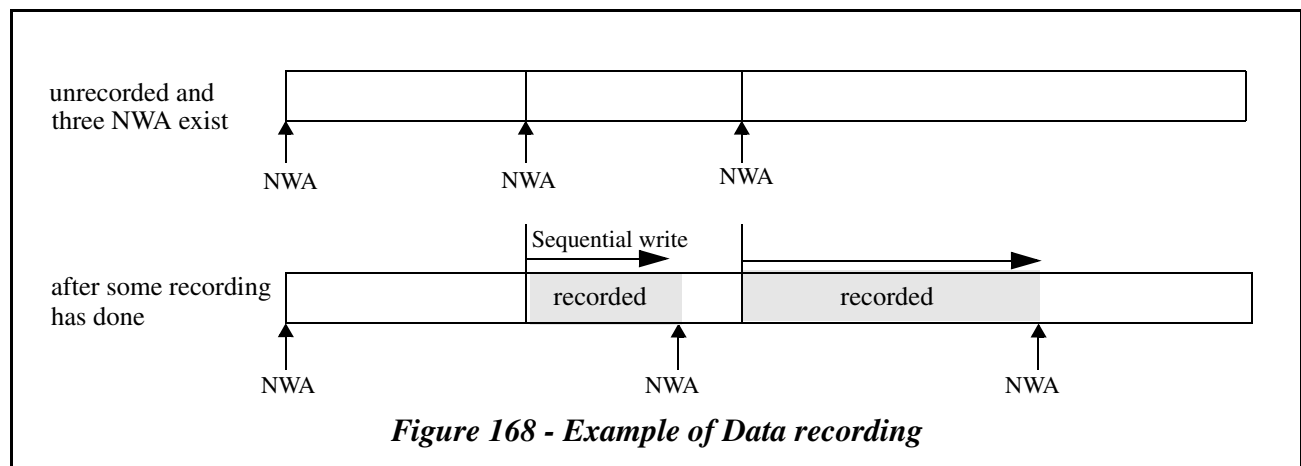 unrecorded and
three NWA exist
NWA
NWA
NWA
Sequential write
after some recording
has done
recorded
recorded
NWA
NWA
NWA
Figure 168 - Example of Data recording